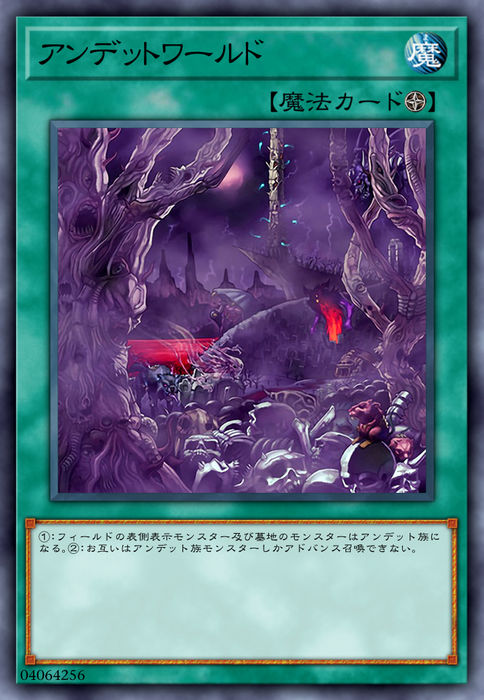 アンデットワールド
魔
【魔法カード】
①:フィールドの表側表示モンスター及び墓地のモンスターはアンデット族に
なる。②:お互いはアンデット族モンスターしかアドバンス召喚できない。
04064256